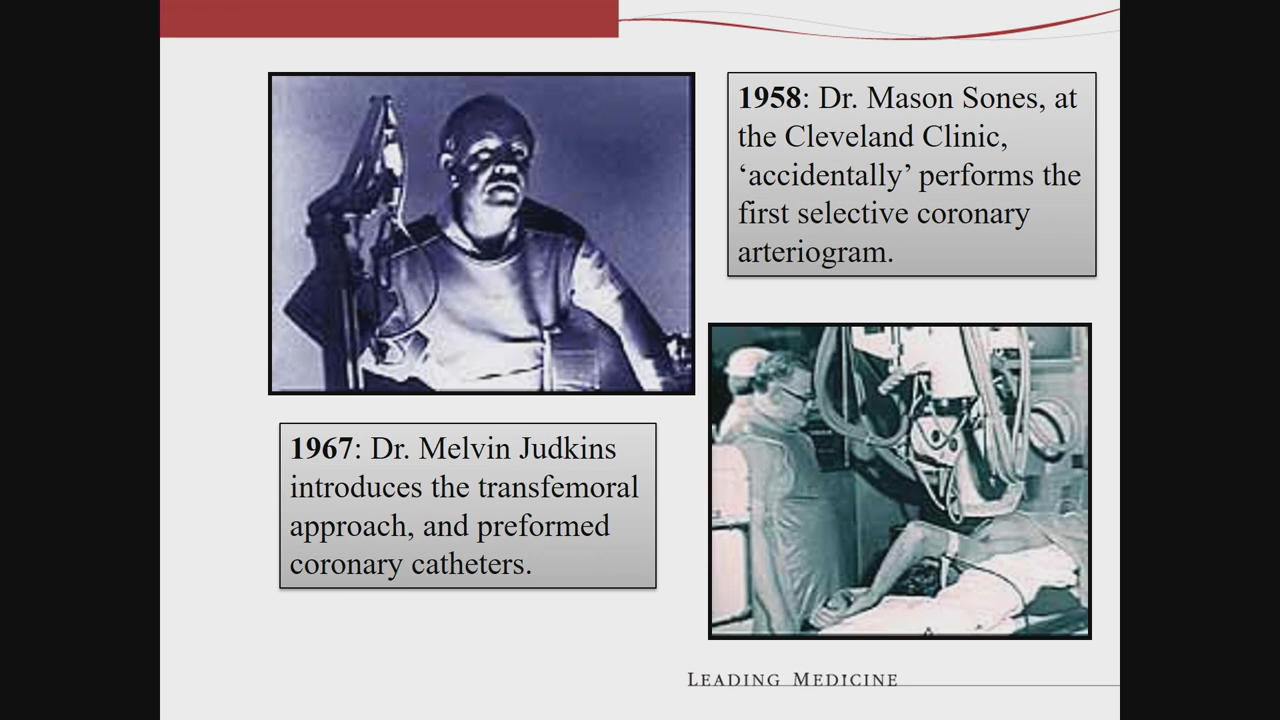 1958: Dr. Mason Sones, at
the Cleveland Clinic,
‘accidentally’ performs the
first selective coronary
arteriogram.
1967: Dr. Melvin Judkins
introduces the transfemoral
approach, and preformed
coronary catheters.
LEADING MEDICINE